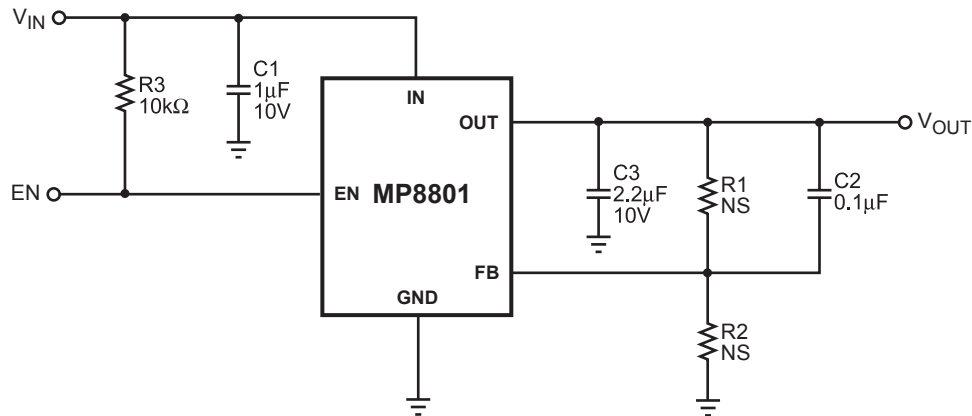 VIN
R3
10kΩ
C1
1µF
10V
IN
OUT
VOUT
EN
EN
MP8801
C3
2.2µF
10V
R1
NS
C2
0.1µF
FB
GND
R2
NS